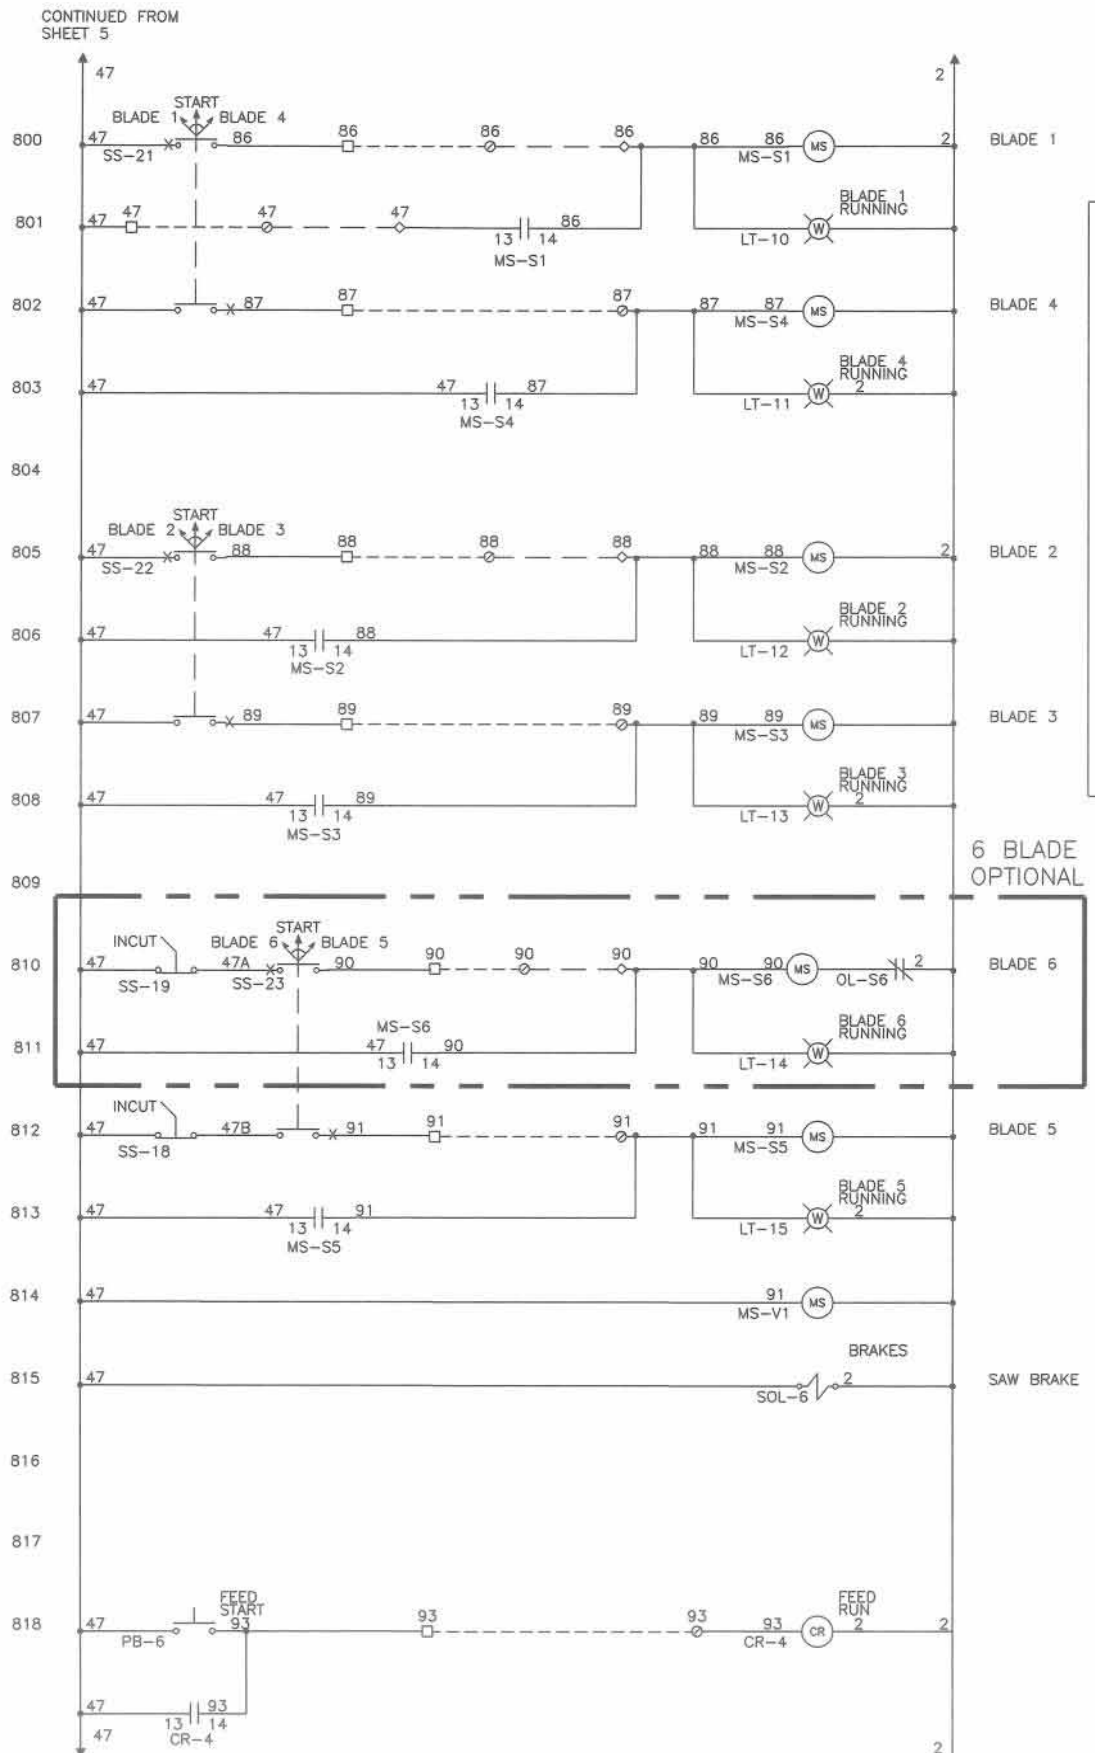 CONTINUED FROM
SHEET 5
47 2
START
BLADE 1 BLADE 4
800 47 86 86 86 86 86 86 2 BLADE 1
SS-21 MS-S1 MS
BLADE 1
RUNNING
801 47 47 47 47 86
13 14 LT-10 W
MS-S1
802 47 87 87 87 87 87 BLADE 4
MS-S4 MS
BLADE 4
RUNNING
803 47 47 87 2
13 14 LT-11 W
MS-S4
804
START
BLADE 2 BLADE 3
805 47 88 88 88 88 88 88 2 BLADE 2
SS-22 MS-S2 MS
BLADE 2
RUNNING
806 47 47 88
13 14 LT-12 W
MS-S2
807 47 89 89 89 89 89 BLADE 3
MS-S3 MS
BLADE 3
RUNNING
808 47 47 89 2
13 14 LT-13 W
MS-S3
6 BLADE
OPTIONAL
809
START
INCUT BLADE 6 BLADE 5
810 47 47A 90 90 90 90 90 90 2 BLADE 6
SS-19 SS-23 MS-S6 MS OL-S6
MS-S6
BLADE 6
RUNNING
811 47 47 90
13 14 LT-14 W
INCUT
812 47 47B 91 91 91 91 91 BLADE 5
SS-18 MS-S5 MS
BLADE 5
RUNNING
813 47 47 91 2
13 14 LT-15 W
MS-S5
814 47 91
MS-V1 MS
BRAKES
815 47 2 SAW BRAKE
SOL-6
816
817
FEED FEED
START RUN
818 47 93 93 93 93 2 2
PB-6 CR-4 CR
47 93
13 14
CR-4
47 2